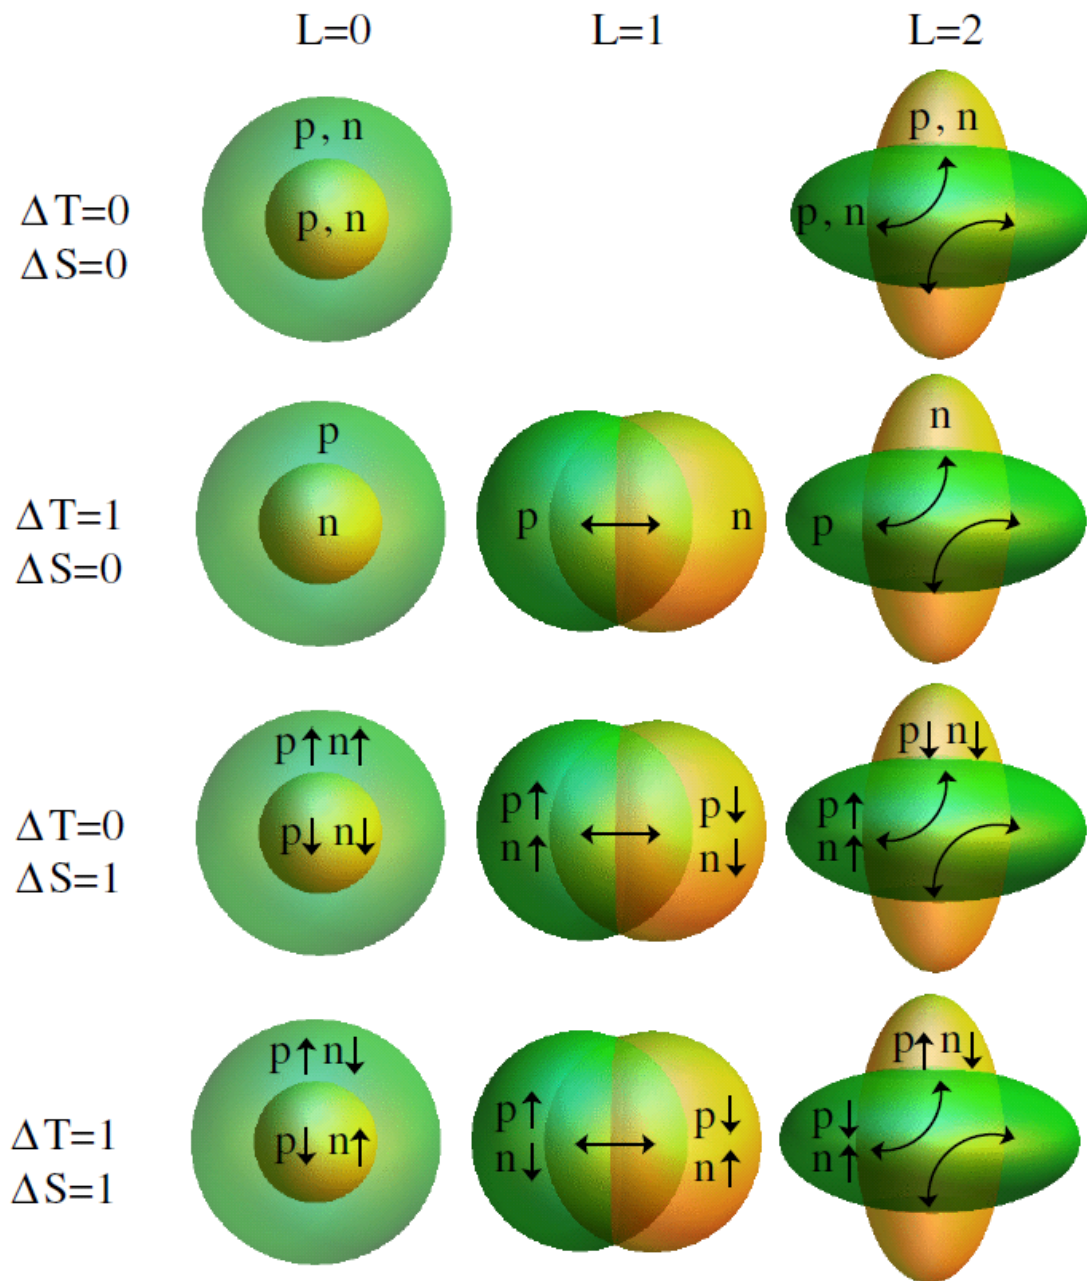 L=0 L=1 L=2
p, n p, n
ΔT=0
ΔS=0
p, n p, n
p n
ΔT=1
ΔS=0
n p n p
p↑ n↑ p↓ n↓
ΔT=0
ΔS=1
p↓ n↓ p↑ p↓ p↑
n↑ n↓ n↑
p↑ n↓ p↑ n↓
ΔT=1
ΔS=1
p↓ n↑ p↑ p↓ p↓
n↓ n↑ n↑